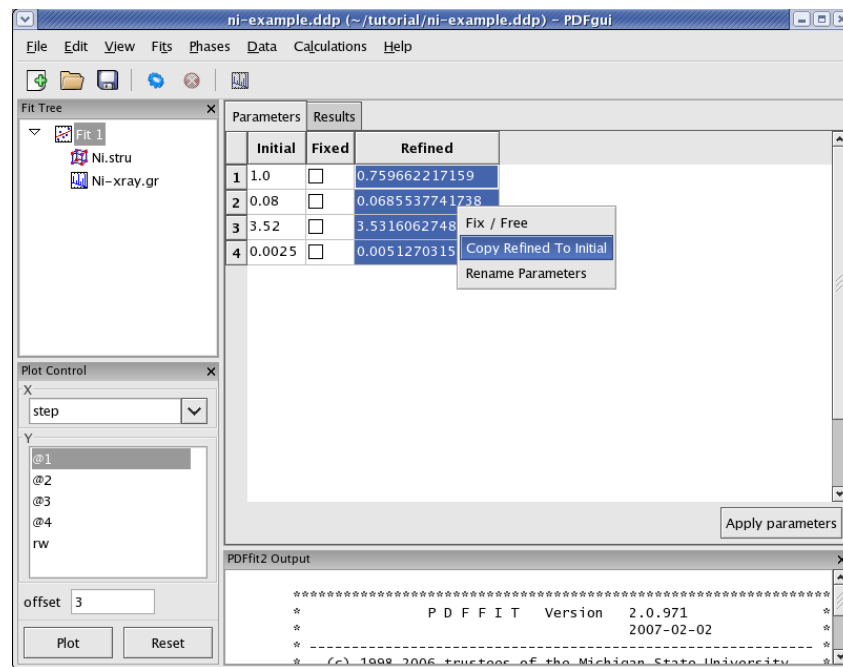 ni-example.ddp (~/tutorial/ni-example.ddp) - PDFgui
File Edit View Fits Phases Data Calculations Help
Fit Tree
Fit 1
Ni.stru
Ni-xray.gr
Parameters Results
Initial Fixed Refined
1 1.0 0.759662217159
2 0.08 0.0685537741738
3 3.52 3.5316062748
4 0.0025 0.0051270315
Fix / Free
Copy Refined To Initial
Rename Parameters
Apply parameters
Plot Control
X
step
Y
@1
@2
@3
@4
rw
offset 3
Plot Reset
PDFfit2 Output
****************************************************************
* P D F F I T Version 2.0.971 *
* 2007-02-02 *
* ------------------------------------------------------------ *
* (c) 1998-2006 trustees of the Michigan State University *